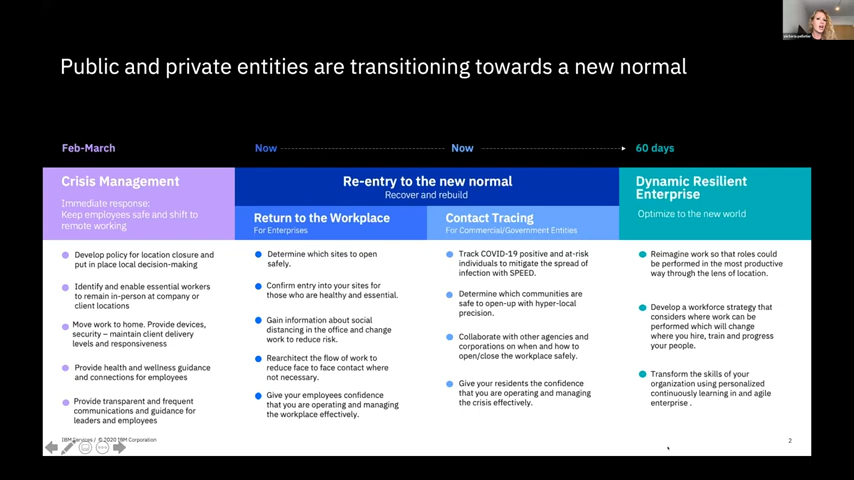 victoria pelletier
Public and private entities are transitioning towards a new normal
Feb-March
Now
Now
60 days
Crisis Management
Immediate response:
Keep employees safe and shift to
remote working
Re-entry to the new normal
Recover and rebuild
Return to the Workplace
For Enterprises
Contact Tracing
For Commercial/Government Entities
Dynamic Resilient
Enterprise
Optimize to the new world
Develop policy for location closure and
put in place local decision-making
Identify and enable essential workers
to remain in-person at company or
client locations
Move work to home. Provide devices,
security – maintain client delivery
levels and responsiveness
Provide health and wellness guidance
and connections for employees
Provide transparent and frequent
communications and guidance for
leaders and employees
Determine which sites to open
safely.
Confirm entry into your sites for
those who are healthy and essential.
Gain information about social
distancing in the office and change
work to reduce risk.
Rearchitect the flow of work to
reduce face to face contact where
not necessary.
Give your employees confidence
that you are operating and managing
the workplace effectively.
Track COVID-19 positive and at-risk
individuals to mitigate the spread of
infection with SPEED.
Determine which communities are
safe to open-up with hyper-local
precision.
Collaborate with other agencies and
corporations on when and how to
open/close the workplace safely.
Give your residents the confidence
that you are operating and managing
the crisis effectively.
Reimagine work so that roles could
be performed in the most productive
way through the lens of location.
Develop a workforce strategy that
considers where work can be
performed which will change
where you hire, train and progress
your people.
Transform the skills of your
organization using personalized
continuously learning in and agile
enterprise .
IBM Services / © 2020 IBM Corporation
2